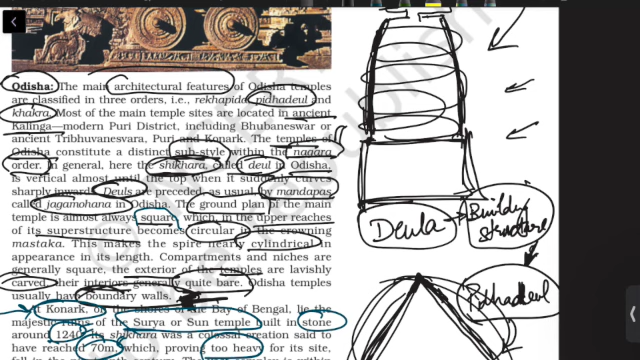 Odisha: The main architectural features of Odisha temples
are classified in three orders, i.e., rekhapida, pidhadeul and
khakra. Most of the main temple sites are located in ancient
Kalinga—modern Puri District, including Bhubaneswar or
ancient Tribhuvanesvara, Puri and Konark. The temples of
Odisha constitute a distinct sub-style within the nagara
order. In general, here the shikhara, called deul in Odisha,
is vertical almost until the top when it suddenly curves
sharply inwards. Deuls are preceded, as usual, by mandapas
called jagamohana in Odisha. The ground plan of the main
temple is almost always square, which, in the upper reaches
of its superstructure becomes circular in the crowning
mastaka. This makes the spire nearly cylindrical in
appearance in its length. Compartments and niches are
generally square, the exterior of the temples are lavishly
carved, their interiors generally quite bare. Odisha temples
usually have boundary walls.
At Konark, on the shores of the Bay of Bengal, lie the
majestic ruins of the Surya or Sun temple built in stone
around 1240. Its shikhara was a colossal creation said to
have reached 70m, which, proving too heavy for its site,
Deula → Building
structure